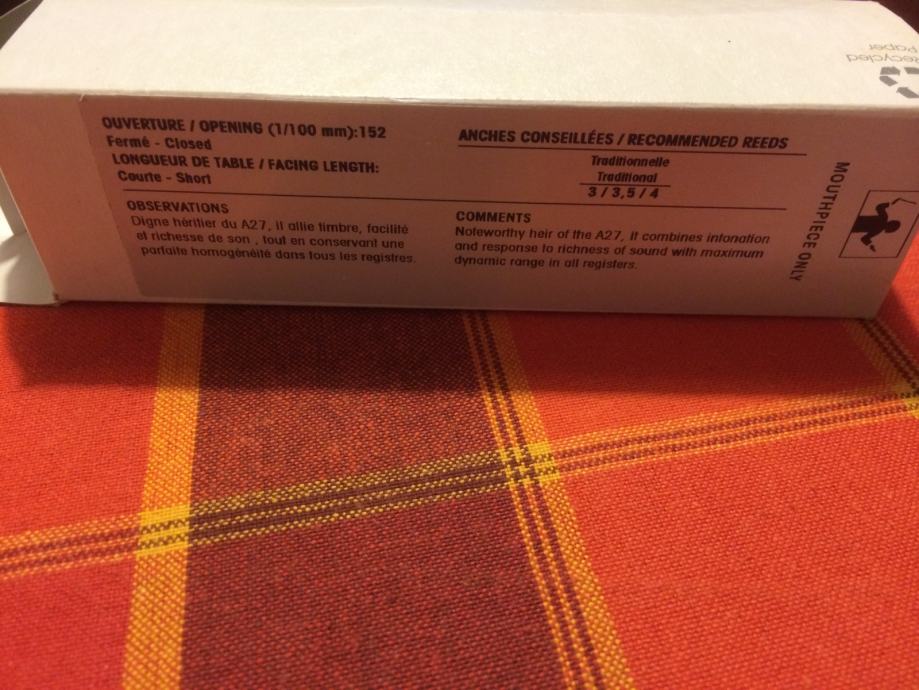 Recycled
Paper
OUVERTURE / OPENING (1/100 mm):152
Fermé - Closed
LONGUEUR DE TABLE / FACING LENGTH:
Courte - Short
ANCHES CONSEILLÉES / RECOMMENDED REEDS
Traditionnelle
Traditional
3 / 3,5 / 4
OBSERVATIONS
Digne héritier du A27, il allie timbre, facilité
et richesse de son , tout en conservant une
parfaite homogénéité dans tous les registres.
COMMENTS
Noteworthy heir of the A27, it combines intonation
and response to richness of sound with maximum
dynamic range in all registers.
MOUTHPIECE ONLY